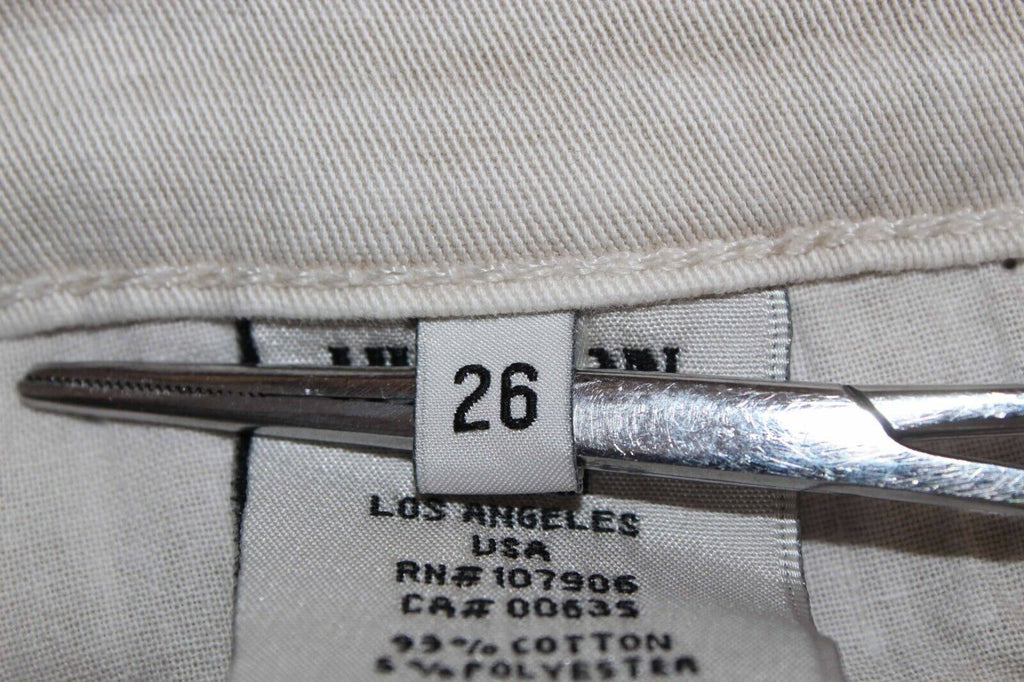 26
LOS ANGELES
USA
RN# 107906
CA# 00635
% COTTON
% POLYESTER